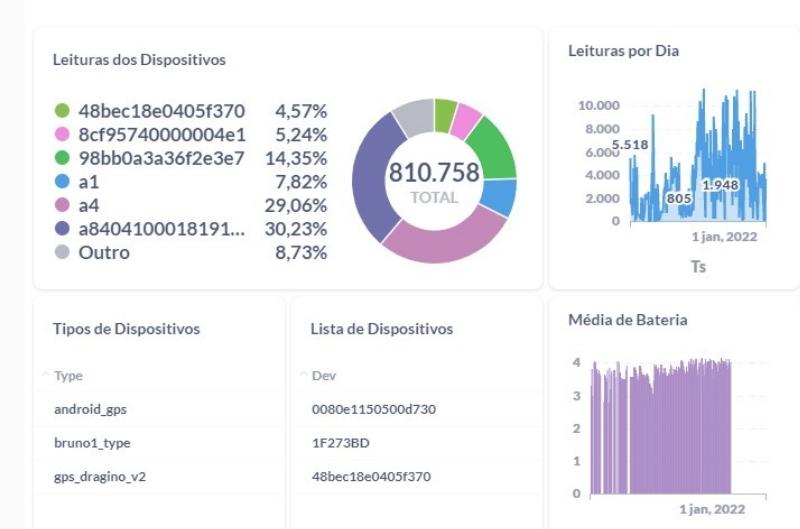 Leituras dos Dispositivos
48bec18e0405f370 4,57%
8cf95740000004e1 5,24%
98bb0a3a36f2e3e7 14,35%
a1 7,82%
a4 29,06%
a8404100018191... 30,23%
Outro 8,73%
810.758
TOTAL
Leituras por Dia
10.000
8.000
6.000
4.000
2.000
0
5.518
805
1.948
1 jan, 2022
Ts
Tipos de Dispositivos
Type
android_gps
bruno1_type
gps_dragino_v2
Lista de Dispositivos
Dev
0080e1150500d730
1F273BD
48bec18e0405f370
Média de Bateria
4
3
2
1
0
1 jan, 2022